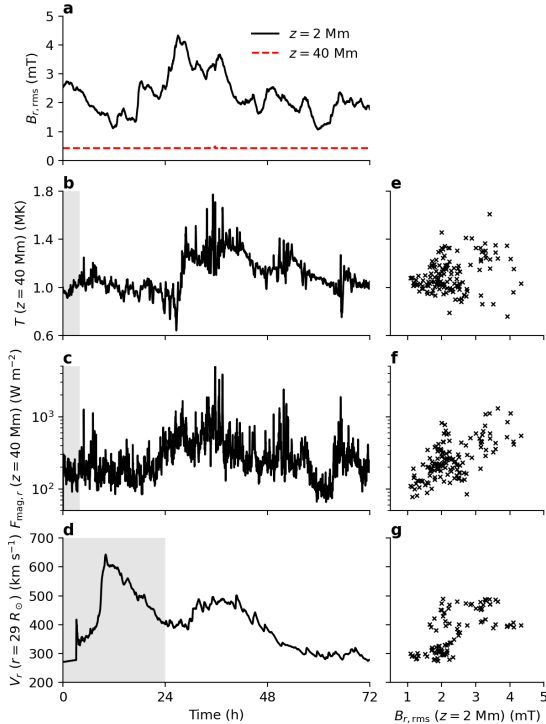 a
5
4
3
2
1
0
B_{r,rms} (mT)
z = 2 Mm
z = 40 Mm
b
1.8
1.4
1.0
0.6
T (z = 40 Mm) (MK)
e
c
10^3
10^2
F_{mag,r} (z = 40 Mm) (W m^{−2})
f
d
700
600
500
400
300
200
V_r (r = 29 R_⊙) (km s^{−1})
0 24 48 72
Time (h)
g
1 2 3 4 5
B_{r,rms} (z = 2 Mm) (mT)